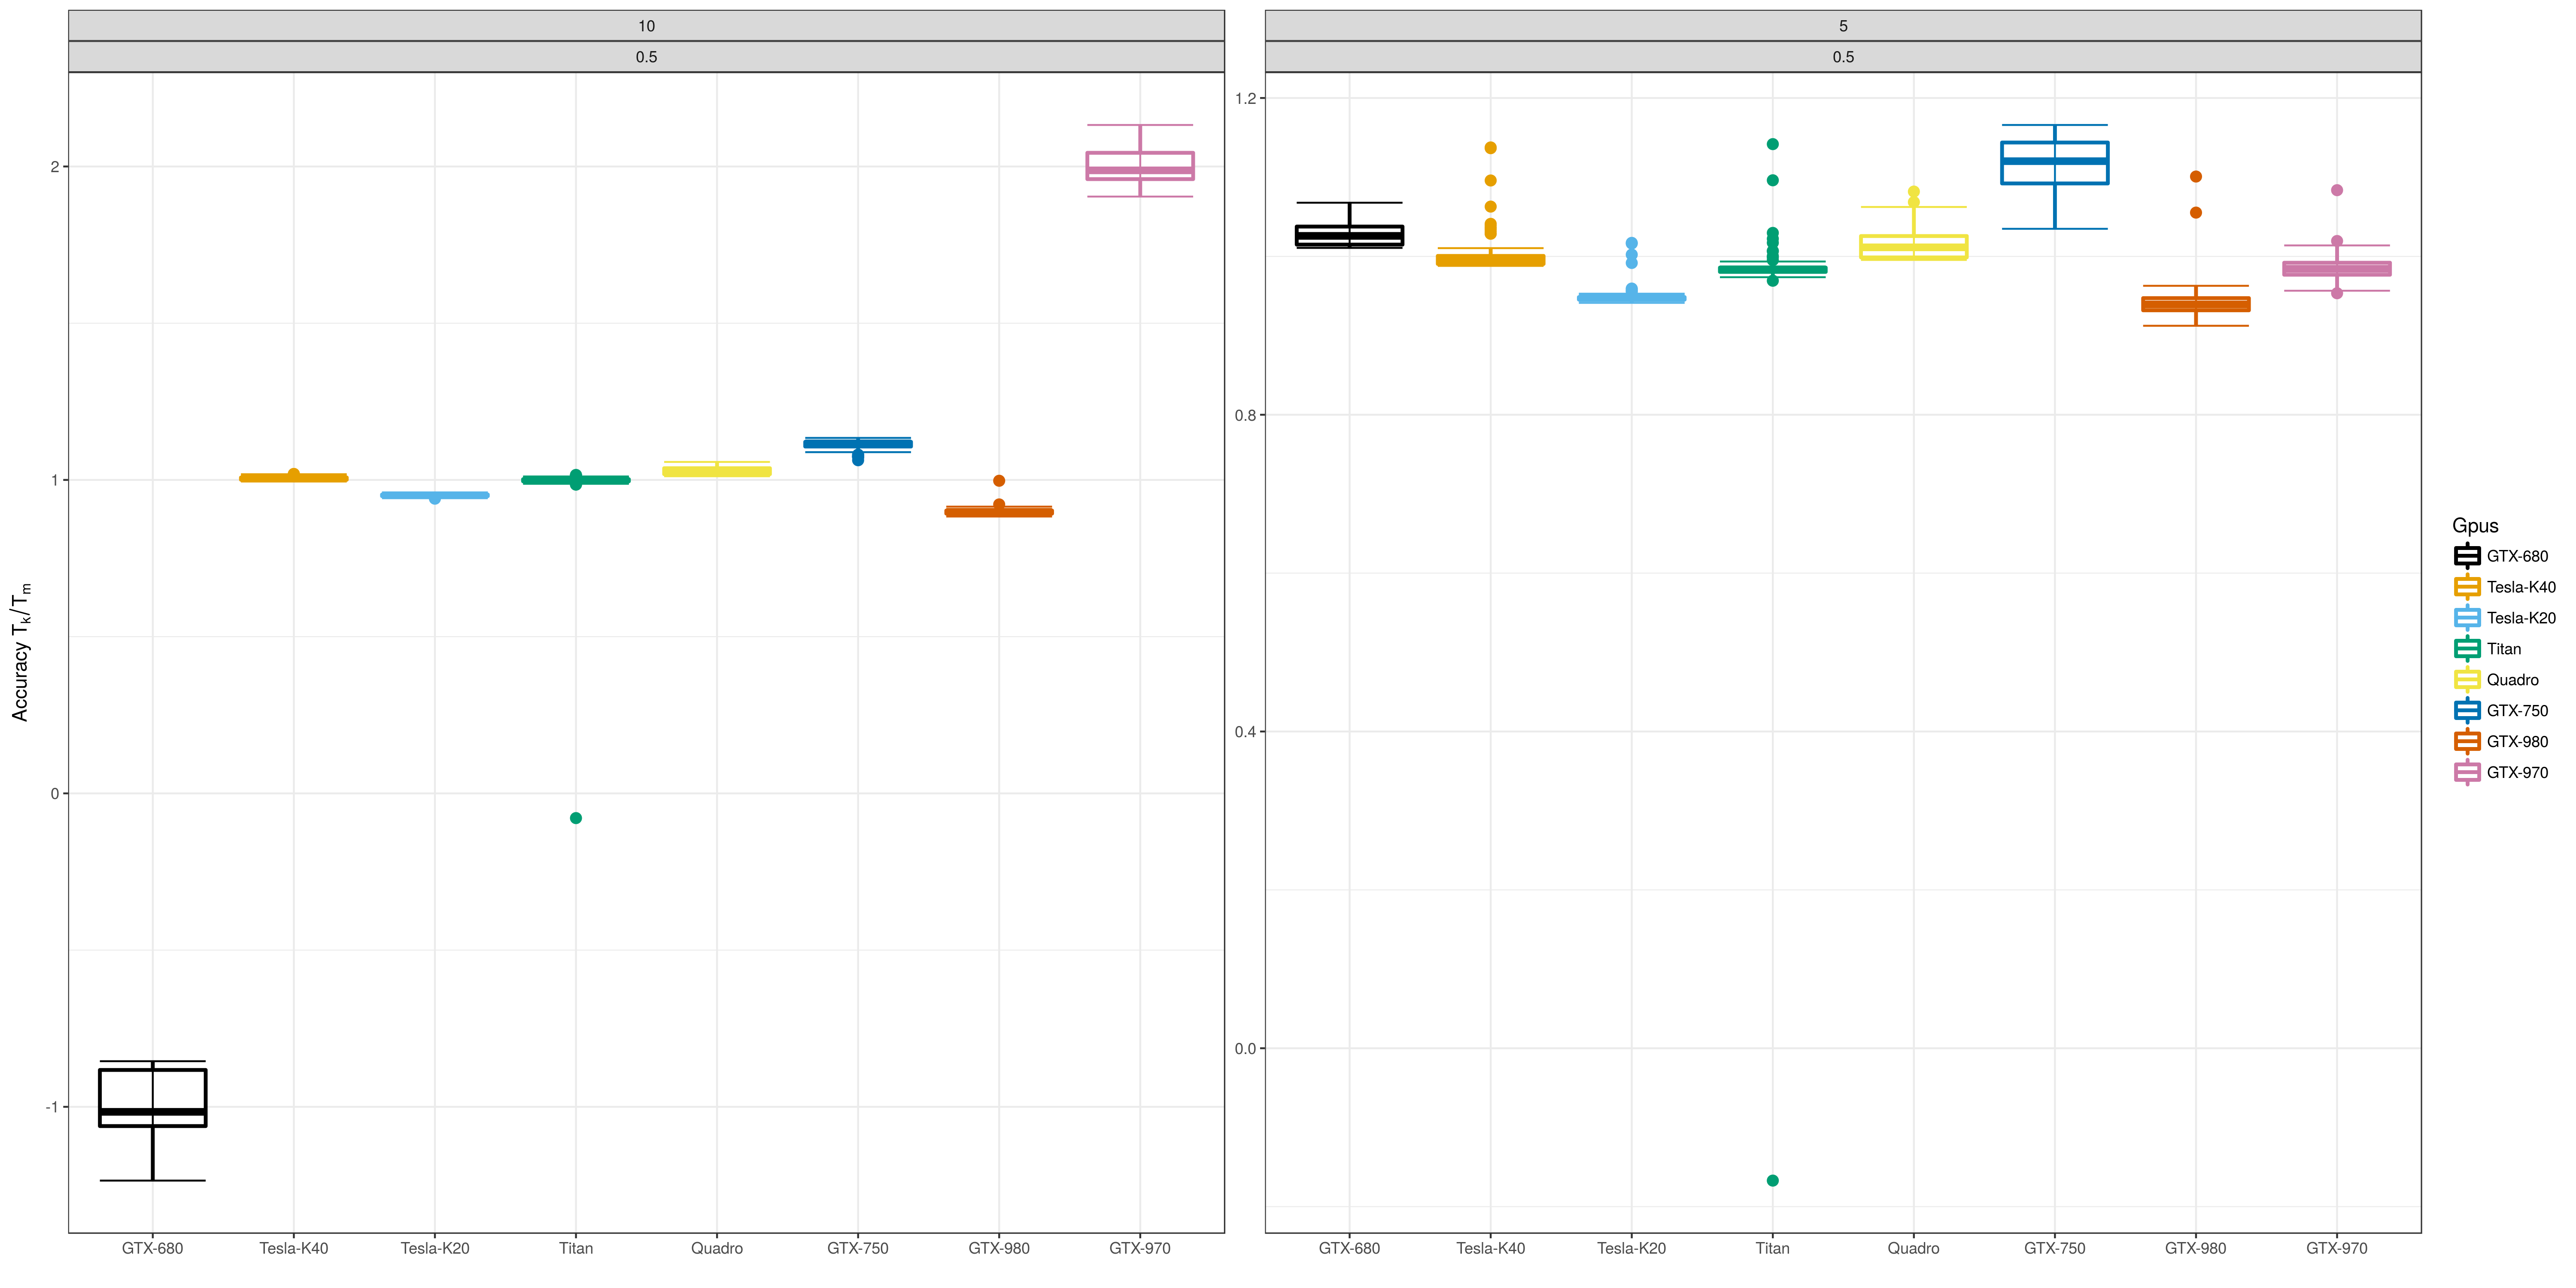 10
5
0.5
0.5
Accuracy Tk/Tm
2
1
0
-1
1.2
0.8
0.4
0.0
GTX-680 Tesla-K40 Tesla-K20 Titan Quadro GTX-750 GTX-980 GTX-970
GTX-680 Tesla-K40 Tesla-K20 Titan Quadro GTX-750 GTX-980 GTX-970
Gpus
GTX-680
Tesla-K40
Tesla-K20
Titan
Quadro
GTX-750
GTX-980
GTX-970